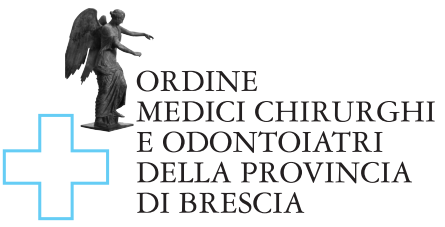 ORDINE
MEDICI CHIRURGHI
E ODONTOIATRI
DELLA PROVINCIA
DI BRESCIA